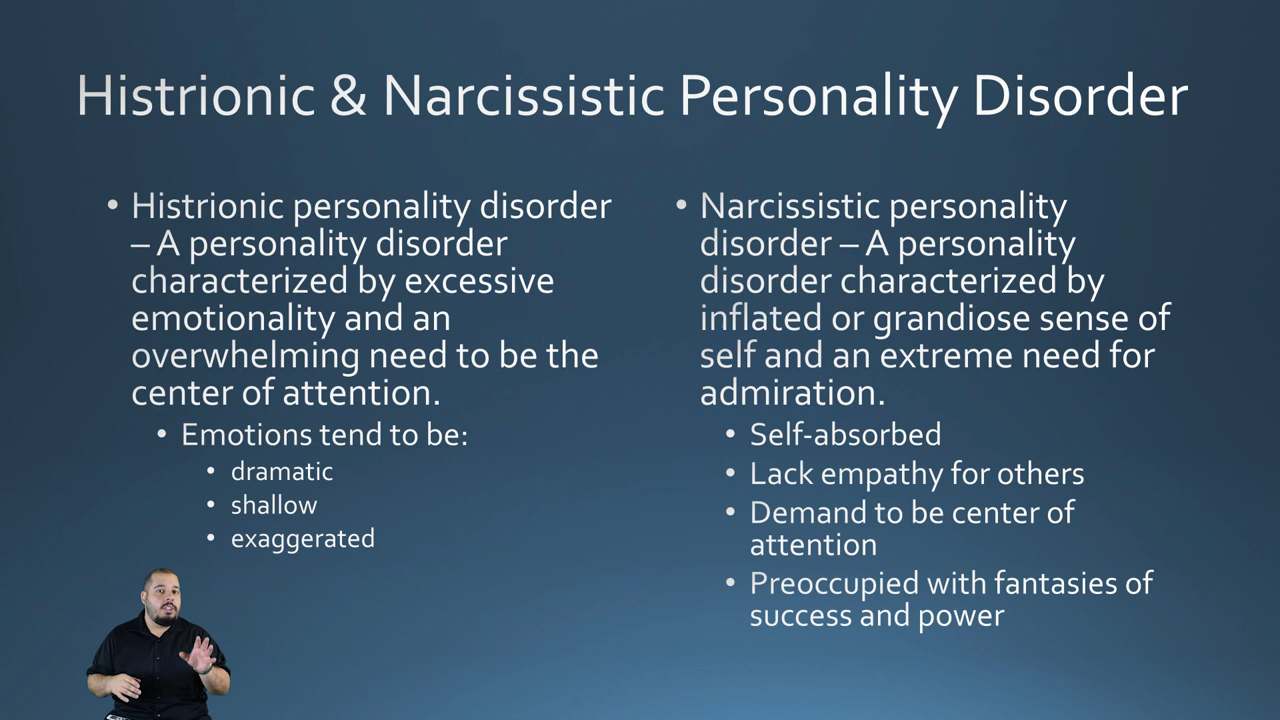 Histrionic & Narcissistic Personality Disorder
• Histrionic personality disorder
– A personality disorder
characterized by excessive
emotionality and an
overwhelming need to be the
center of attention.
• Emotions tend to be:
• dramatic
• shallow
• exaggerated
• Narcissistic personality
disorder – A personality
disorder characterized by
inflated or grandiose sense of
self and an extreme need for
admiration.
• Self-absorbed
• Lack empathy for others
• Demand to be center of
attention
• Preoccupied with fantasies of
success and power